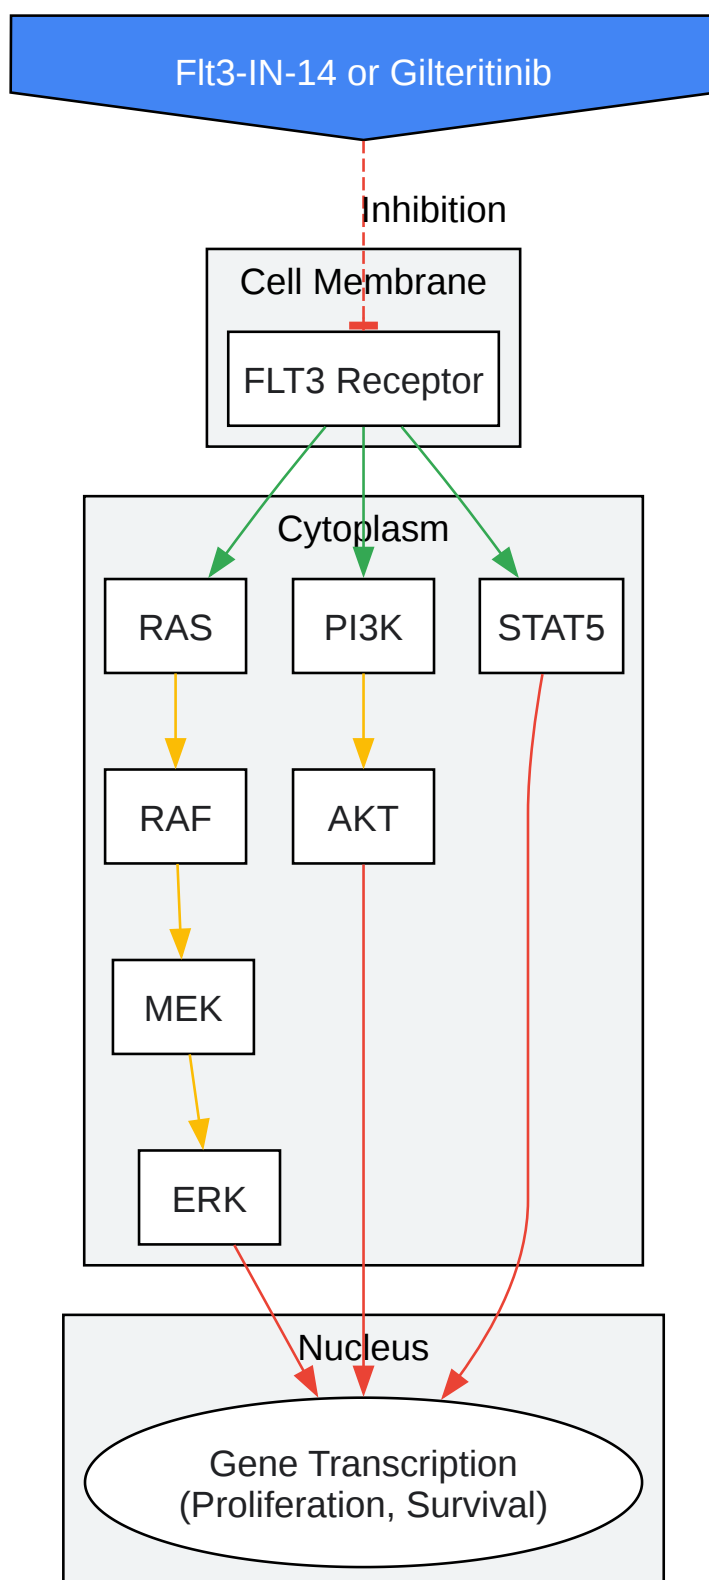 Flt3-IN-14 or Gilteritinib
Inhibition
Cell Membrane
FLT3 Receptor
Cytoplasm
RAS
PI3K
STAT5
RAF
AKT
MEK
ERK
Nucleus
Gene Transcription
(Proliferation, Survival)